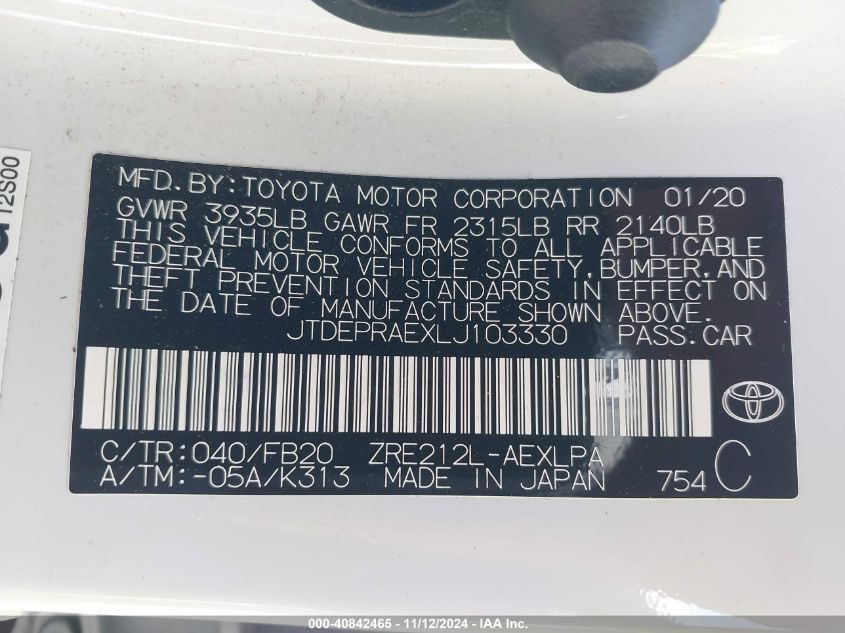 MFD. BY: TOYOTA MOTOR CORPORATION 01/20
GVWR 3935LB GAWR FR 2315LB RR 2140LB
THIS VEHICLE CONFORMS TO ALL APPLICABLE
FEDERAL MOTOR VEHICLE SAFETY, BUMPER, AND
THEFT PREVENTION STANDARDS IN EFFECT ON
THE DATE OF MANUFACTURE SHOWN ABOVE.
JTDEPRAEXLJ103330 PASS.CAR
C/TR:040/FB20 ZRE212L-AEXLPA C
A/TM:-05A/K313 MADE IN JAPAN 754
12S00
000-40842465 - 11/12/2024 - IAA Inc.